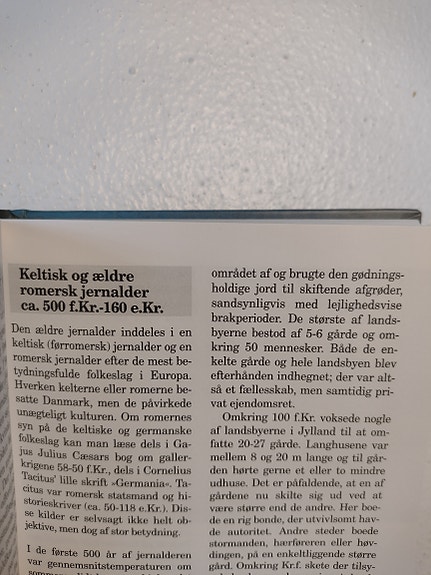 Keltisk og ældre
romersk jernalder
ca. 500 f.Kr.-160 e.Kr.
Den ældre jernalder inddeles i en
keltisk (førromersk) jernalder og en
romersk jernalder efter de mest be-
tydningsfulde folkeslag i Europa.
Hverken kelterne eller romerne be-
satte Danmark, men de påvirkede
unægteligt kulturen. Om romernes
syn på de keltiske og germanske
folkeslag kan man læse dels i Ga-
jus Julius Cæsars bog om galler-
krigene 58-50 f.Kr., dels i Cornelius
Tacitus' lille skrift »Germania«. Ta-
citus var romersk statsmand og hi-
storieskriver (ca. 50-118 e.Kr.). Dis-
se kilder er selvsagt ikke helt ob-
jektive, men dog af stor betydning.
I de første 500 år af jernalderen
var gennemsnitstemperaturen om
området af og brugte den gødnings-
holdige jord til skiftende afgrøder,
sandsynligvis med lejlighedsvise
brakperioder. De største af lands-
byerne bestod af 5-6 gårde og om-
kring 50 mennesker. Både de en-
kelte gårde og hele landsbyen blev
efterhånden indhegnet; der var alt-
så et fællesskab, men samtidig pri-
vat ejendomsret.
Omkring 100 f.Kr. voksede nogle
af landsbyerne i Jylland til at om-
fatte 20-27 gårde. Langhusene var
mellem 8 og 20 m lange og til går-
den hørte gerne et eller to mindre
udhuse. Det er påfaldende, at en af
gårdene nu skilte sig ud ved at
være større end de andre. Her boe-
de en rig bonde, der utvivlsomt hav-
de autoritet. Andre steder boede
stormanden, hærføreren eller høv-
dingen, på en enkeltliggende større
gård. Omkring Kr.f. skete der tilsy-